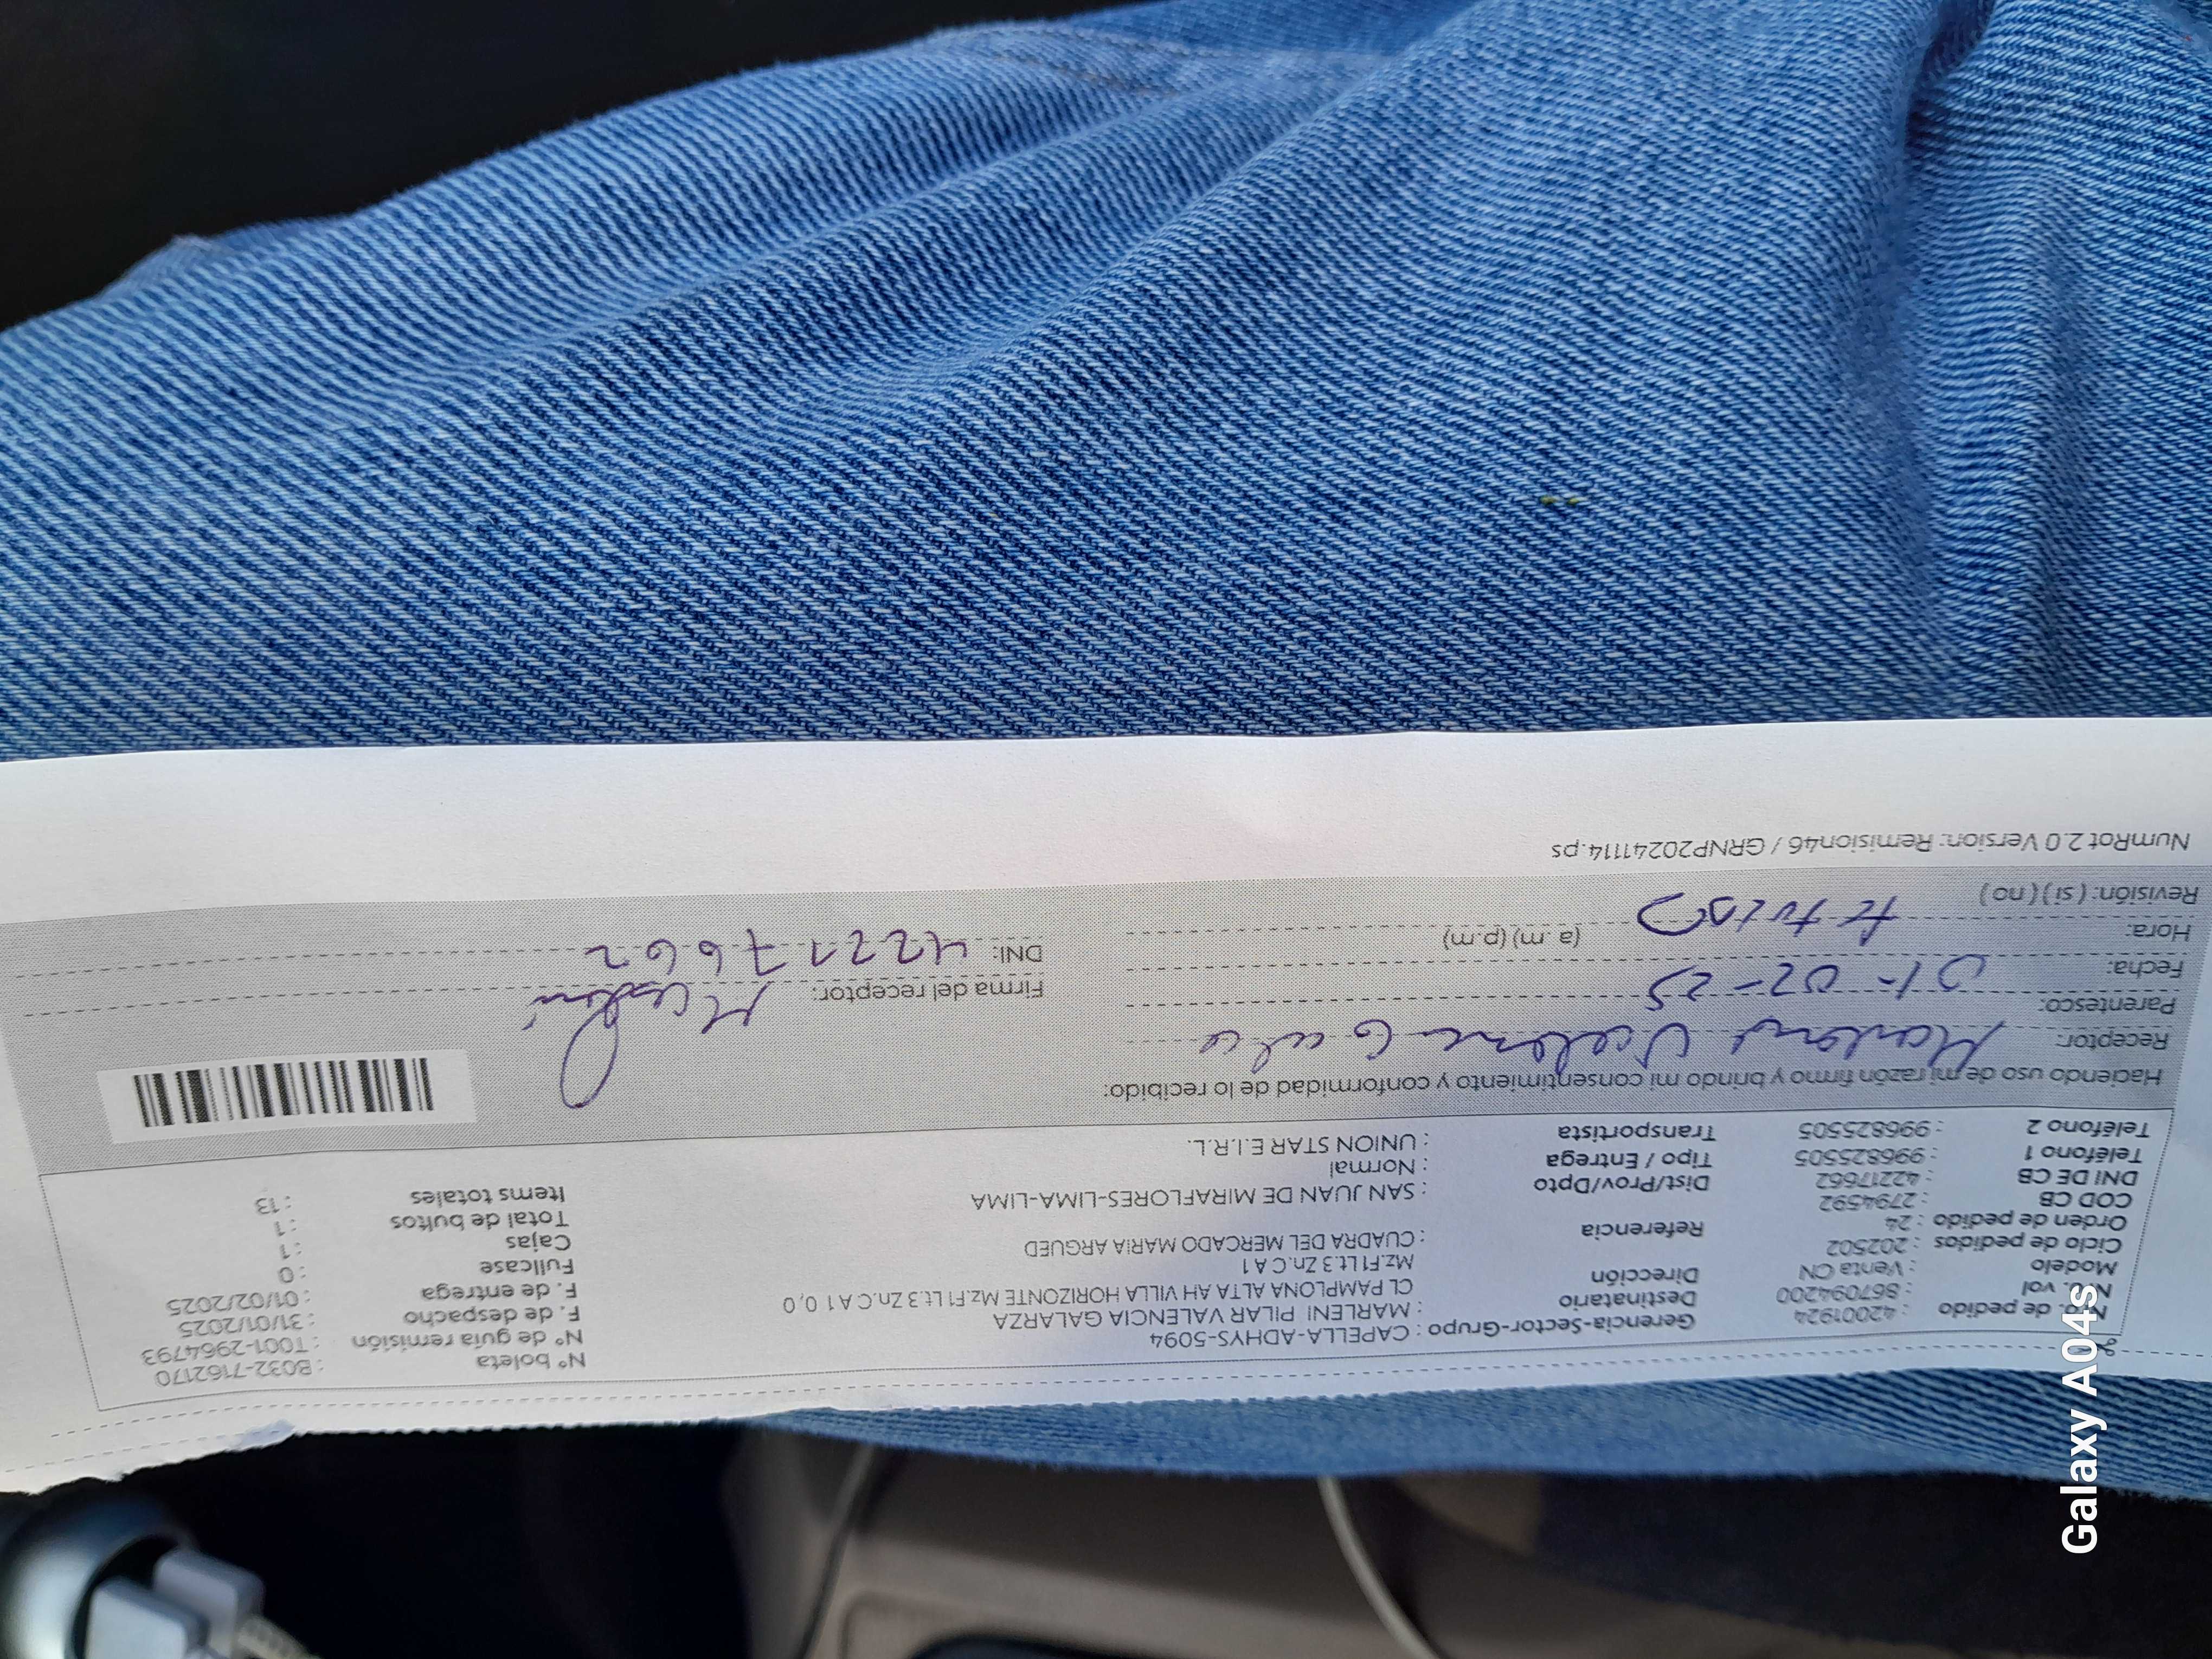 No. de pedido : 42001924
N. vol : 867094200
Modelo : Venta CN
Ciclo de pedidos : 202502
Orden de pedido : 24
COD CB : 2794592
DNI DE CB : 42217662
Teléfono 1 : 996825505
Teléfono 2 : 996825505
Gerencia-Sector-Grupo : CAPELLA-ADHYS-5094
Destinatario : MARLENI PILAR VALENCIA GALARZA
Dirección CL PAMPLONA ALTA AH VILLA HORIZONTE Mz.F1 Lt.3 Zn.C A1 0,0
Mz.F1 Lt.3 Zn.C A1
Referencia : CUADRA DEL MERCADO MARIA ARGUED
Dist/Prov/Dpto : SAN JUAN DE MIRAFLORES-LIMA-LIMA
Tipo / Entrega : Normal
Transportista : UNION STAR E.I.R.L.
N° boleta : B032-7162170
N° de guía remisión : T001-2964793
F. de despacho : 31/01/2025
F. de entrega : 01/02/2025
Fullcase : 0
Cajas : 1
Total de bultos : 1
Items totales : 13
Haciendo uso de mi razón firmo y brindo mi consentimiento y conformidad de lo recibido:
Receptor:
Parentesco:
Fecha: 01-02-25
Hora: (a.m) (p.m)
Revisión: ( si ) ( no )
Firma del receptor:
DNI: 42217662
NumRot 2.0 Version: Remision46 / GRNP20241114.ps
Galaxy A04s